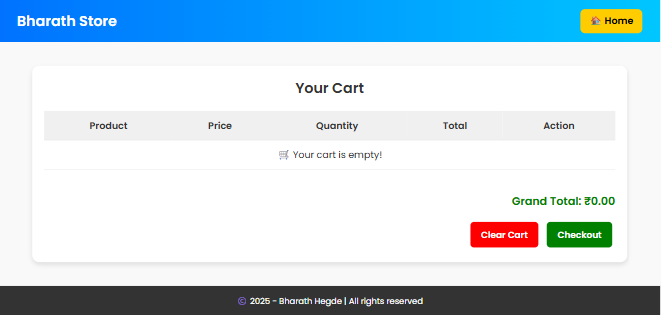 Bharath Store
🏠 Home
Your Cart
Product Price Quantity Total Action
🛒 Your cart is empty!
Grand Total: ₹0.00
Clear Cart Checkout
© 2025 - Bharath Hegde | All rights reserved